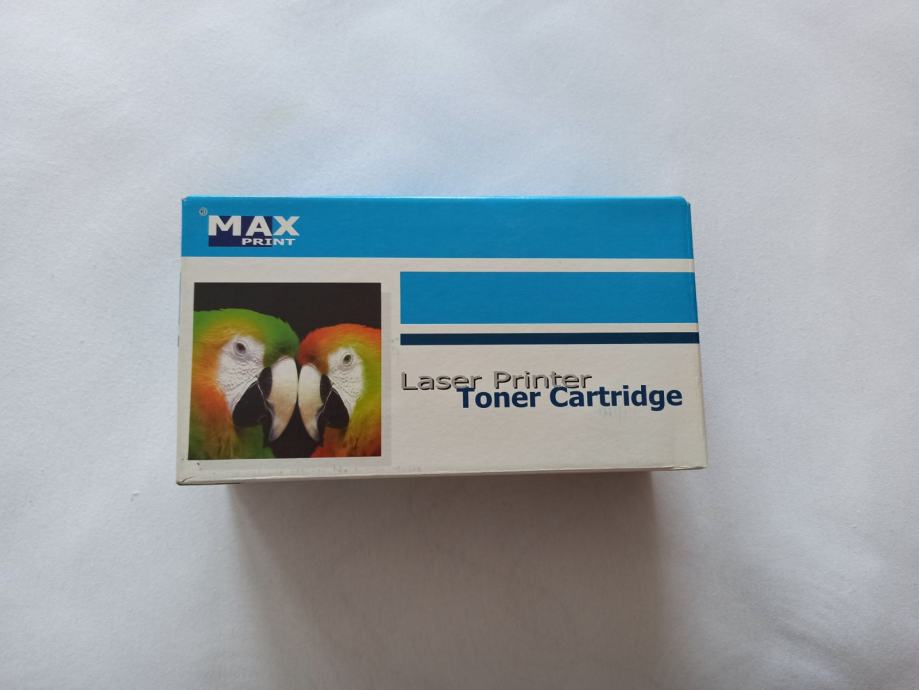 MAX
PRINT
Laser Printer
Toner Cartridge